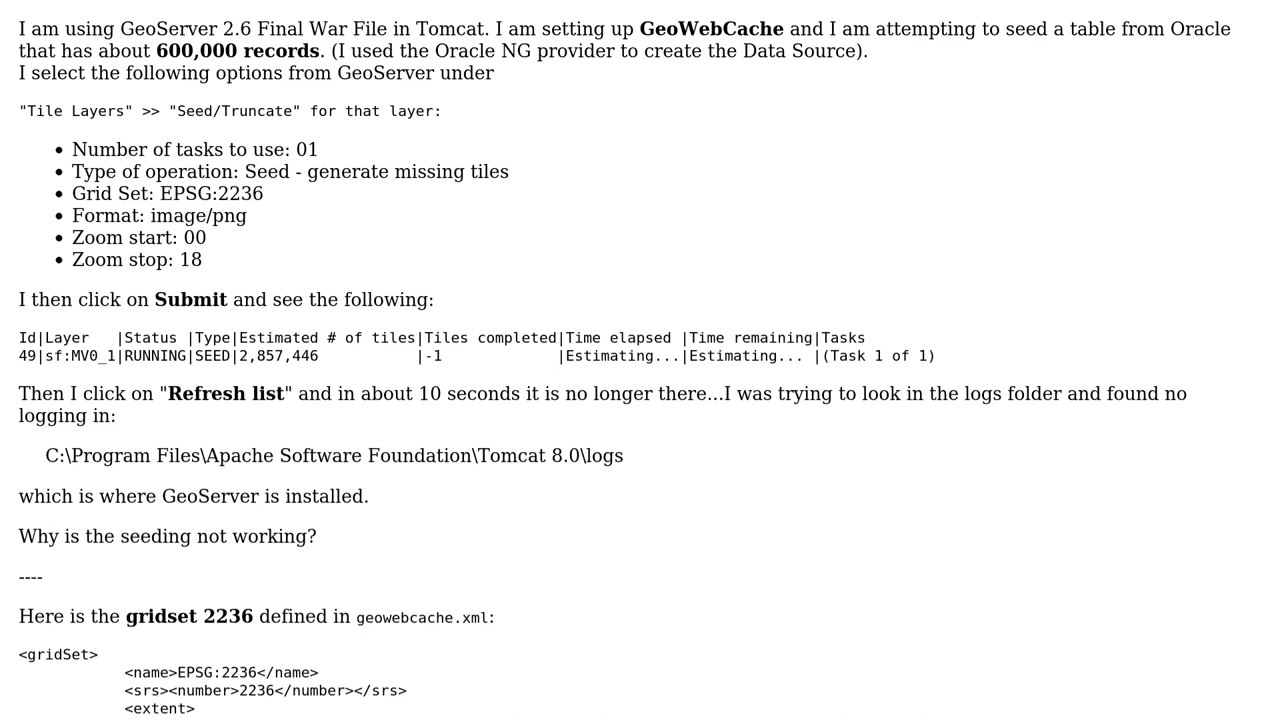 I am using GeoServer 2.6 Final War File in Tomcat. I am setting up GeoWebCache and I am attempting to seed a table from Oracle
that has about 600,000 records. (I used the Oracle NG provider to create the Data Source).
I select the following options from GeoServer under
"Tile Layers" >> "Seed/Truncate" for that layer:
• Number of tasks to use: 01
• Type of operation: Seed - generate missing tiles
• Grid Set: EPSG:2236
• Format: image/png
• Zoom start: 00
• Zoom stop: 18
I then click on Submit and see the following:
Id|Layer   |Status |Type|Estimated # of tiles|Tiles completed|Time elapsed |Time remaining|Tasks
49|sf:MV0_1|RUNNING|SEED|2,857,446           |-1             |Estimating...|Estimating... |(Task 1 of 1)
Then I click on "Refresh list" and in about 10 seconds it is no longer there...I was trying to look in the logs folder and found no
logging in:
C:\Program Files\Apache Software Foundation\Tomcat 8.0\logs
which is where GeoServer is installed.
Why is the seeding not working?
----
Here is the gridset 2236 defined in geowebcache.xml:
<gridSet>
            <name>EPSG:2236</name>
            <srs><number>2236</number></srs>
            <extent>